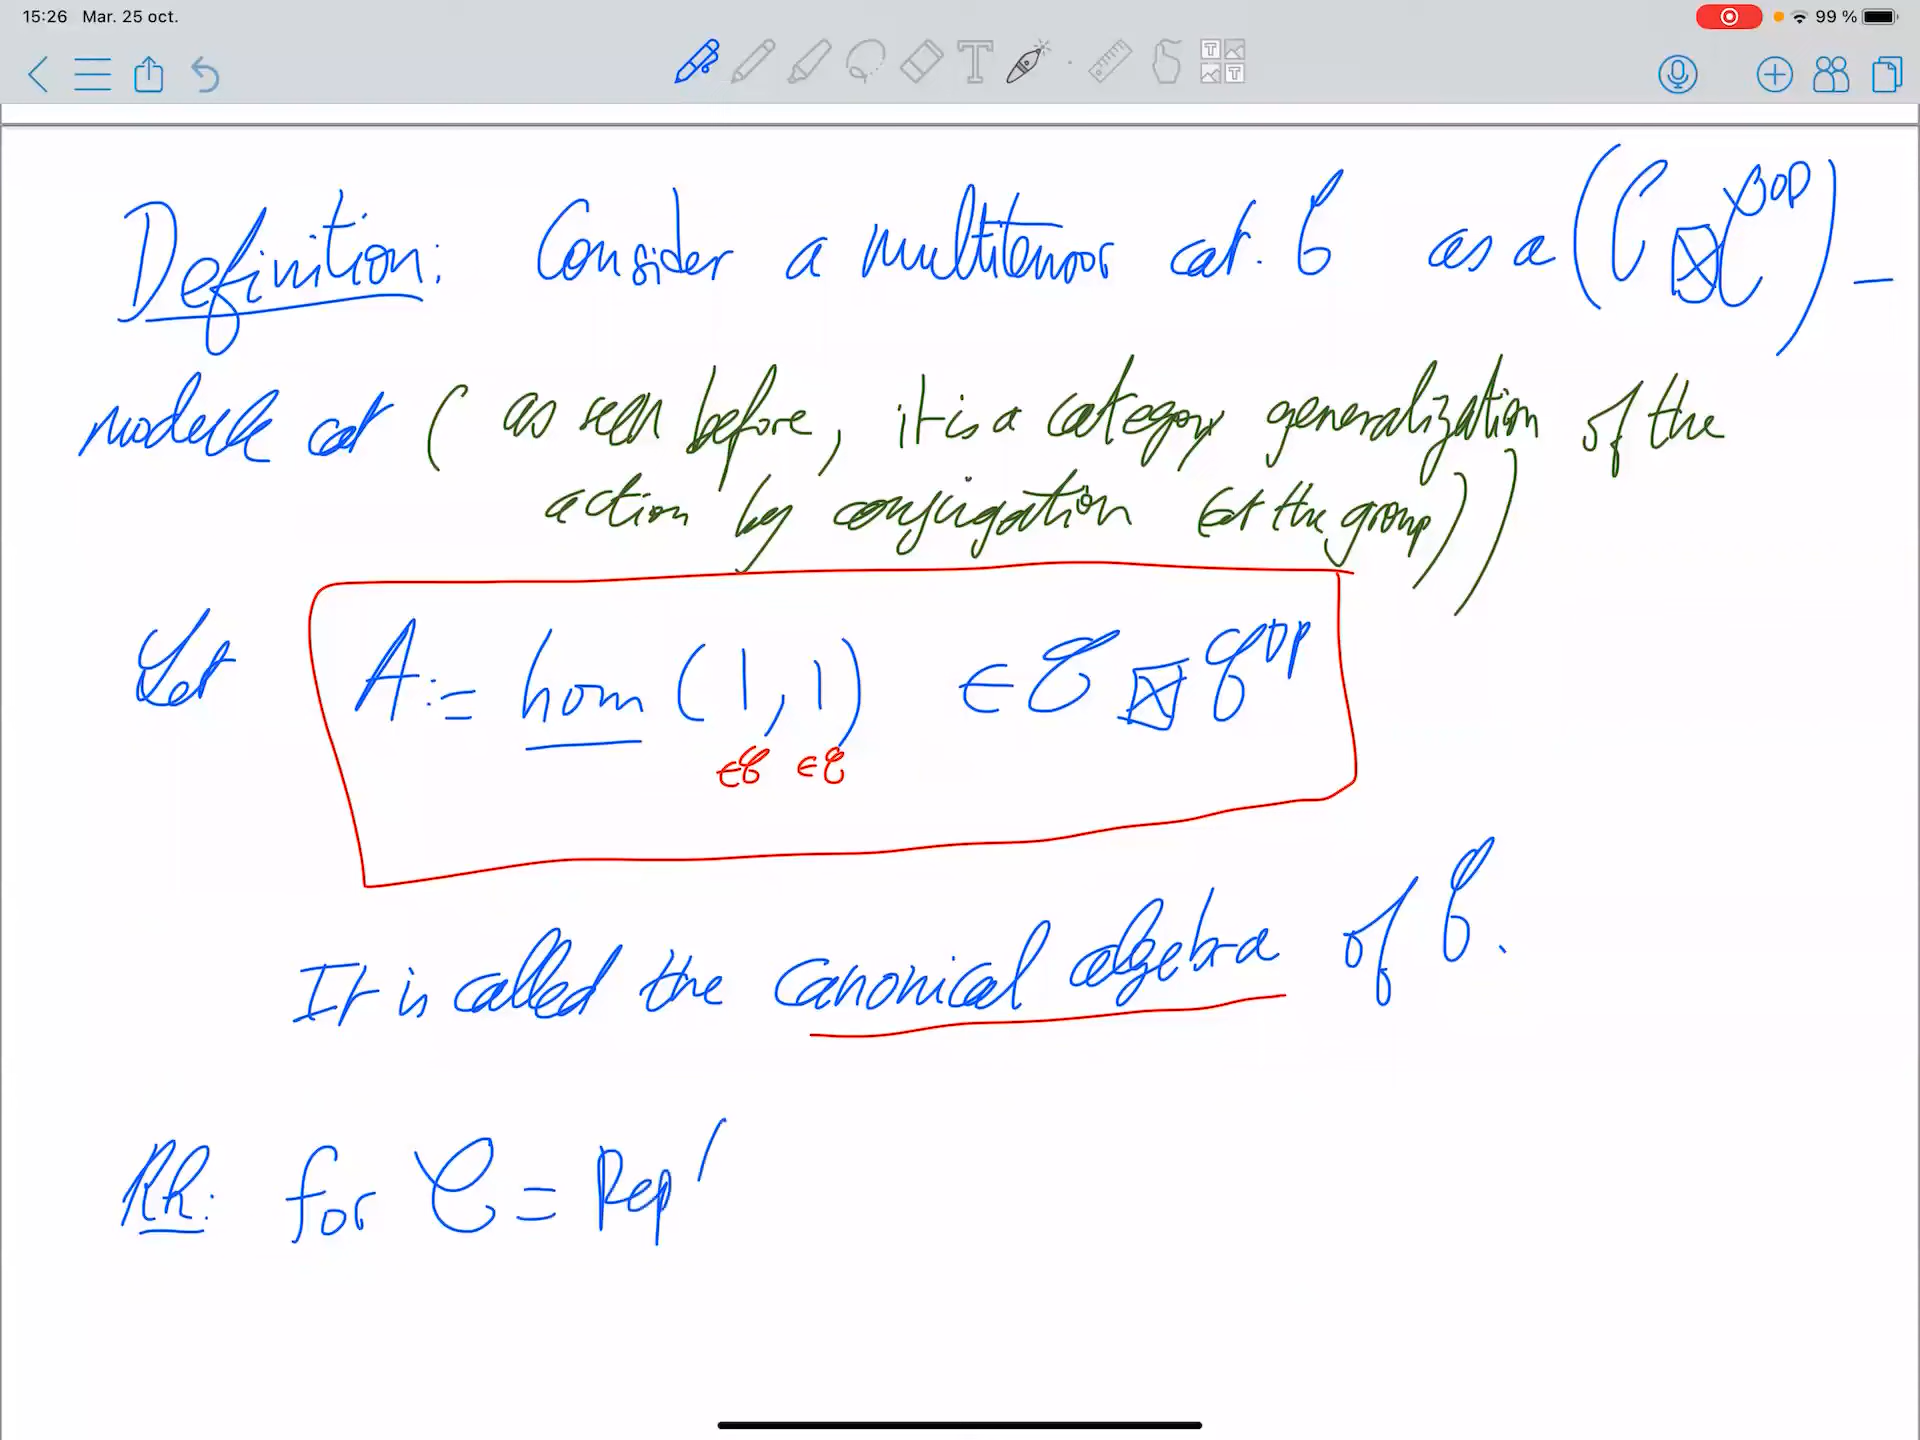 15:26 Mar. 25 oct. 99 %
Definition: Consider a multitensor cat. C as a (C ⊠ C^op) -
module cat ( as seen before, it is a category generalization of the
action by conjugation (at the group))
Let A := hom (1, 1) ∈ C ⊠ C^op
∈C ∈C
It is called the canonical algebra of C.
Rk: for C = Rep (